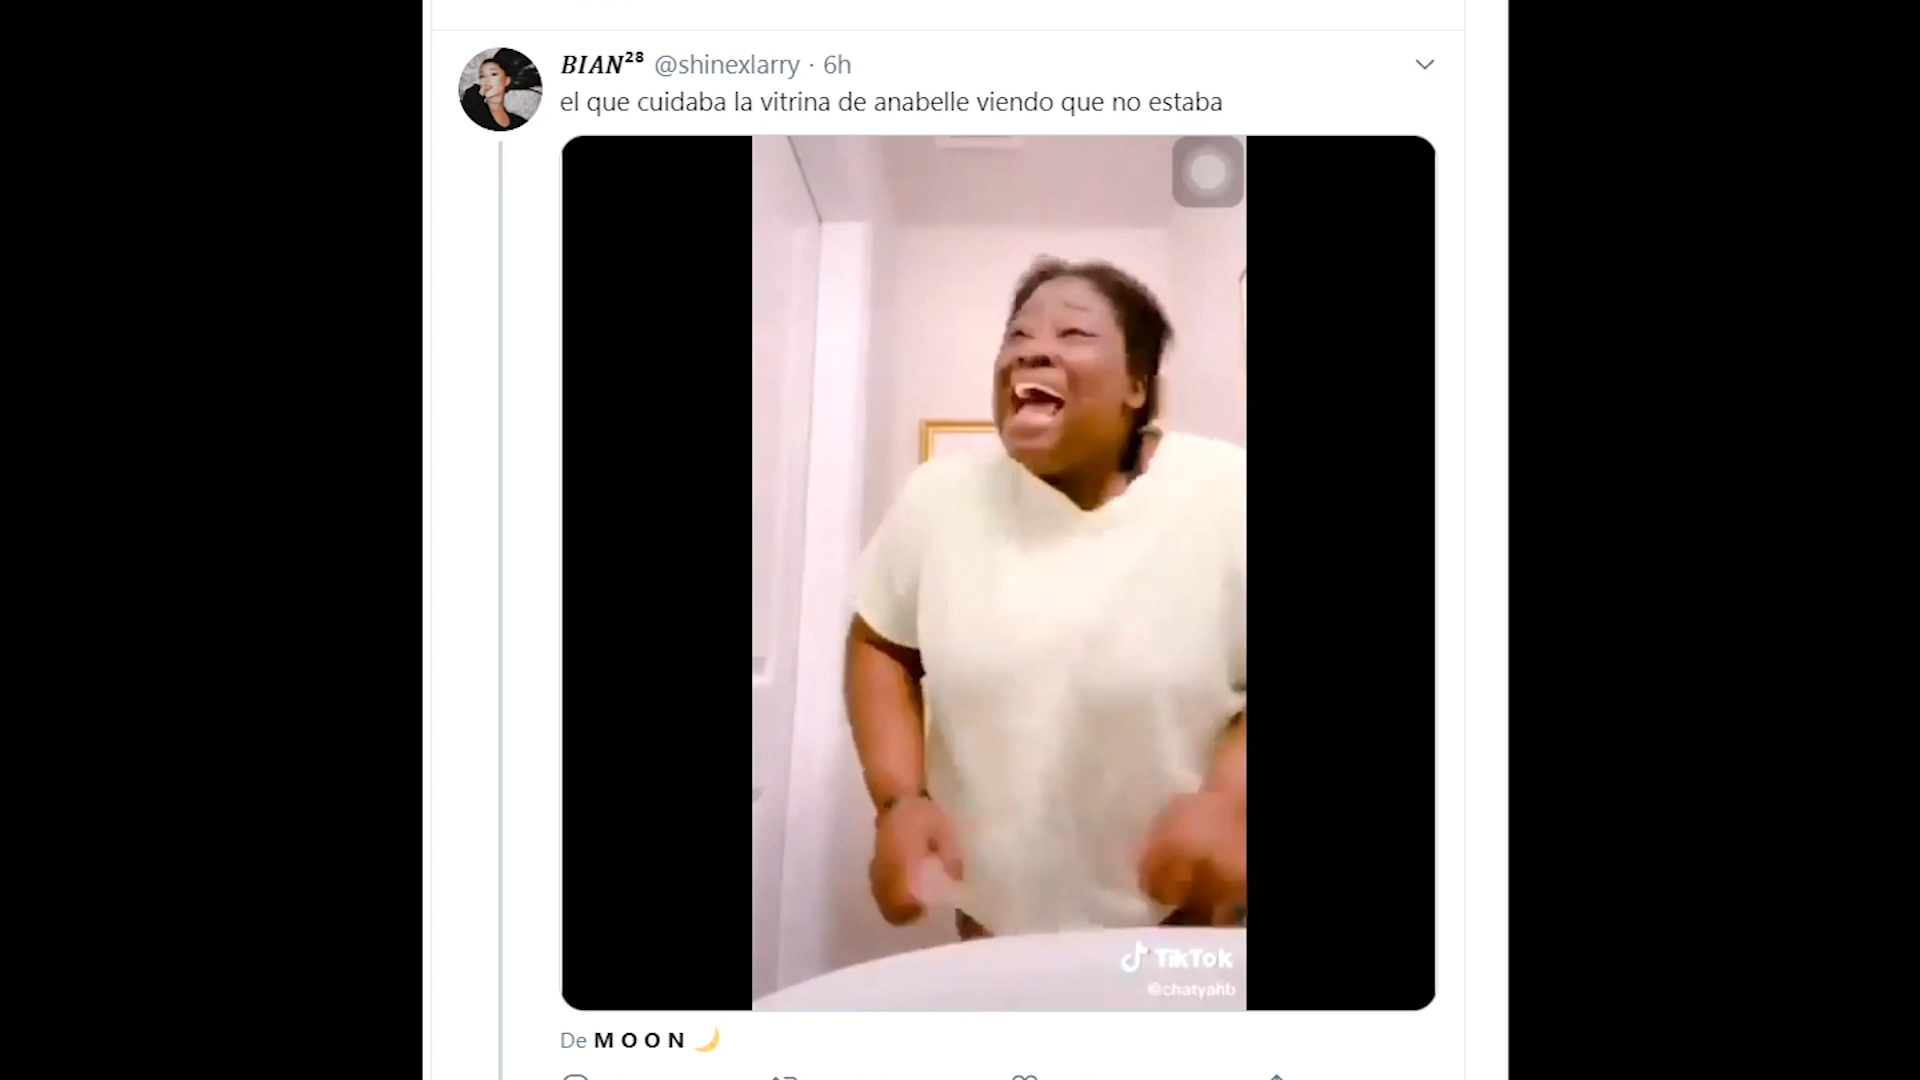 BIAN²⁸ @shinexlarry · 6h
el que cuidaba la vitrina de anabelle viendo que no estaba
TikTok
@chatyahb
De M O O N 🌙